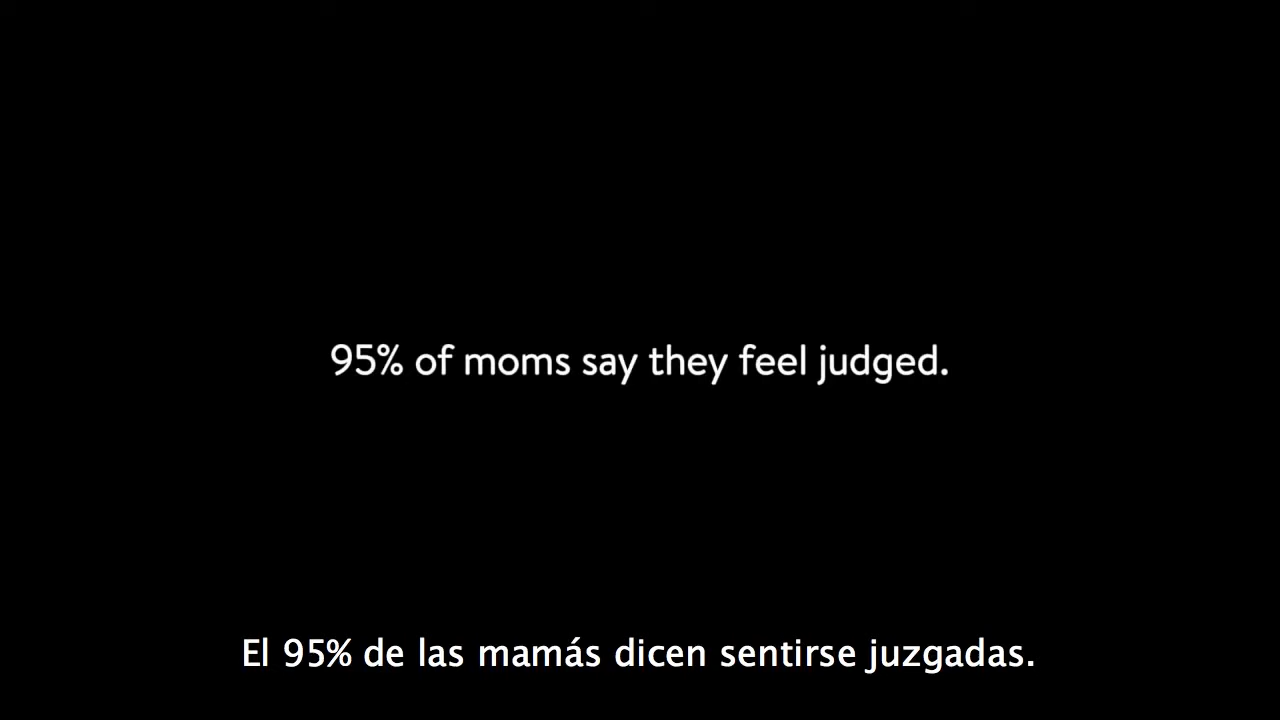 95% of moms say they feel judged.
El 95% de las mamás dicen sentirse juzgadas.